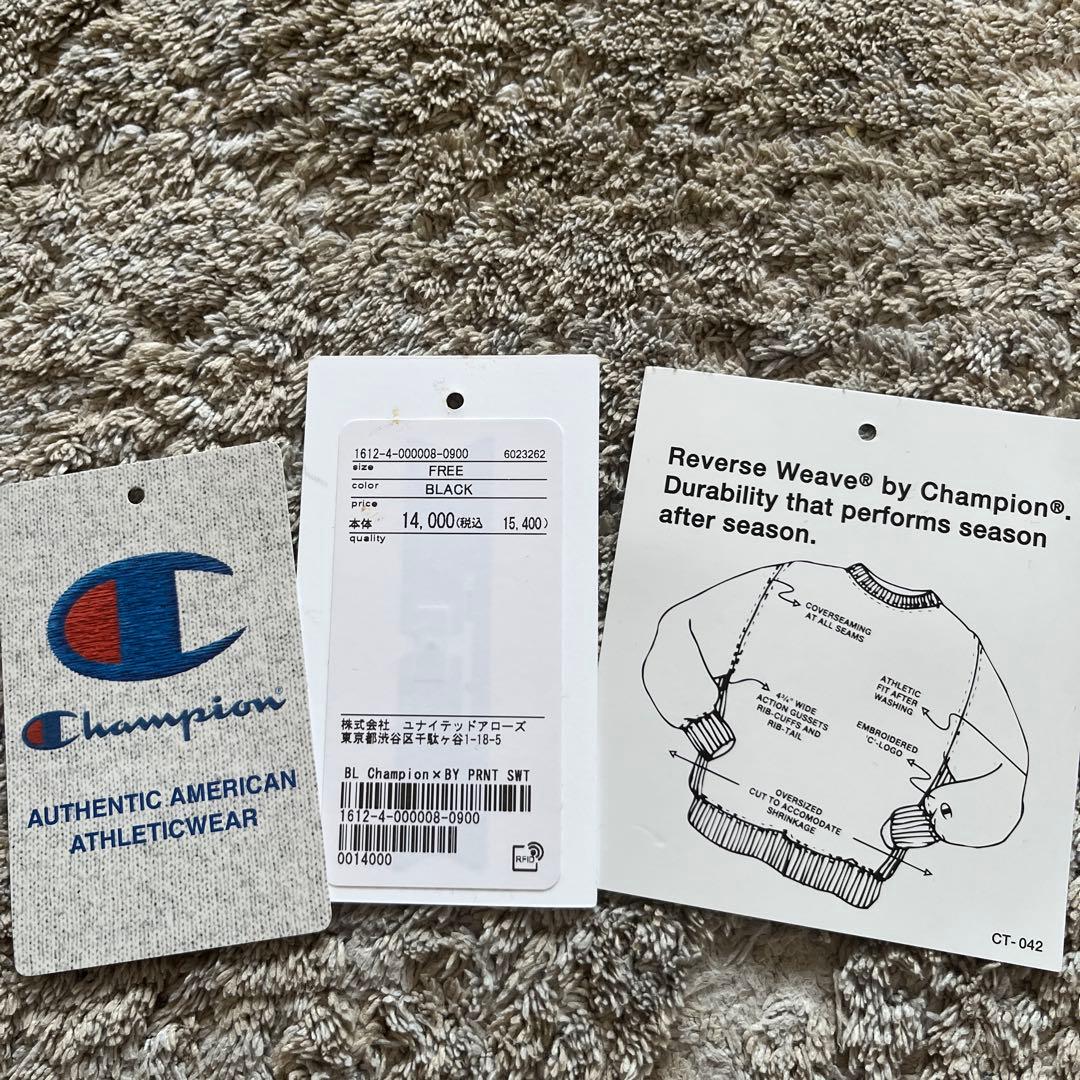 Champion®
AUTHENTIC AMERICAN
ATHLETICWEAR
1612-4-000008-0900 6023262
size FREE
color BLACK
price
本体 14,000(税込 15,400)
quality
株式会社 ユナイテッドアローズ
東京都渋谷区千駄ヶ谷1-18-5
BL Champion×BY PRNT SWT
1612-4-000008-0900
0014000
RFID
Reverse Weave® by Champion®.
Durability that performs season
after season.
COVERSEAMING
AT ALL SEAMS
4¾" WIDE
ACTION GUSSETS
RIB-CUFFS AND
RIB-TAIL
ATHLETIC
FIT AFTER
WASHING
EMBROIDERED
'C'-LOGO
OVERSIZED
CUT TO ACCOMODATE
SHRINKAGE
CT-042